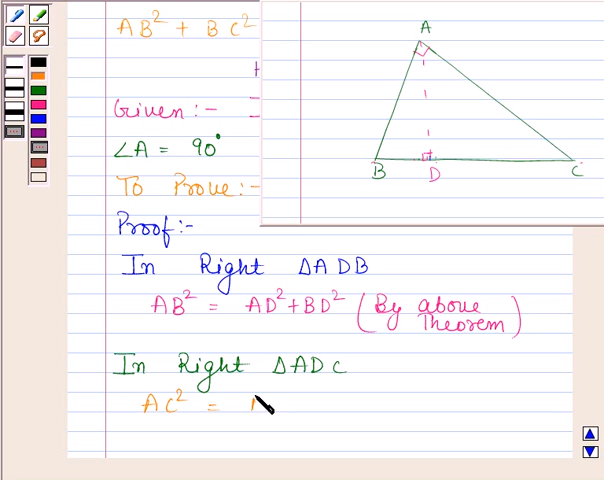 AB² + BC²
Given:-
∠A = 90°
To Prove:-
Proof:-
In Right ΔADB
AB² = AD²+BD² (By above Theorem)
In Right ΔADC
AC² =
A
B
D
C